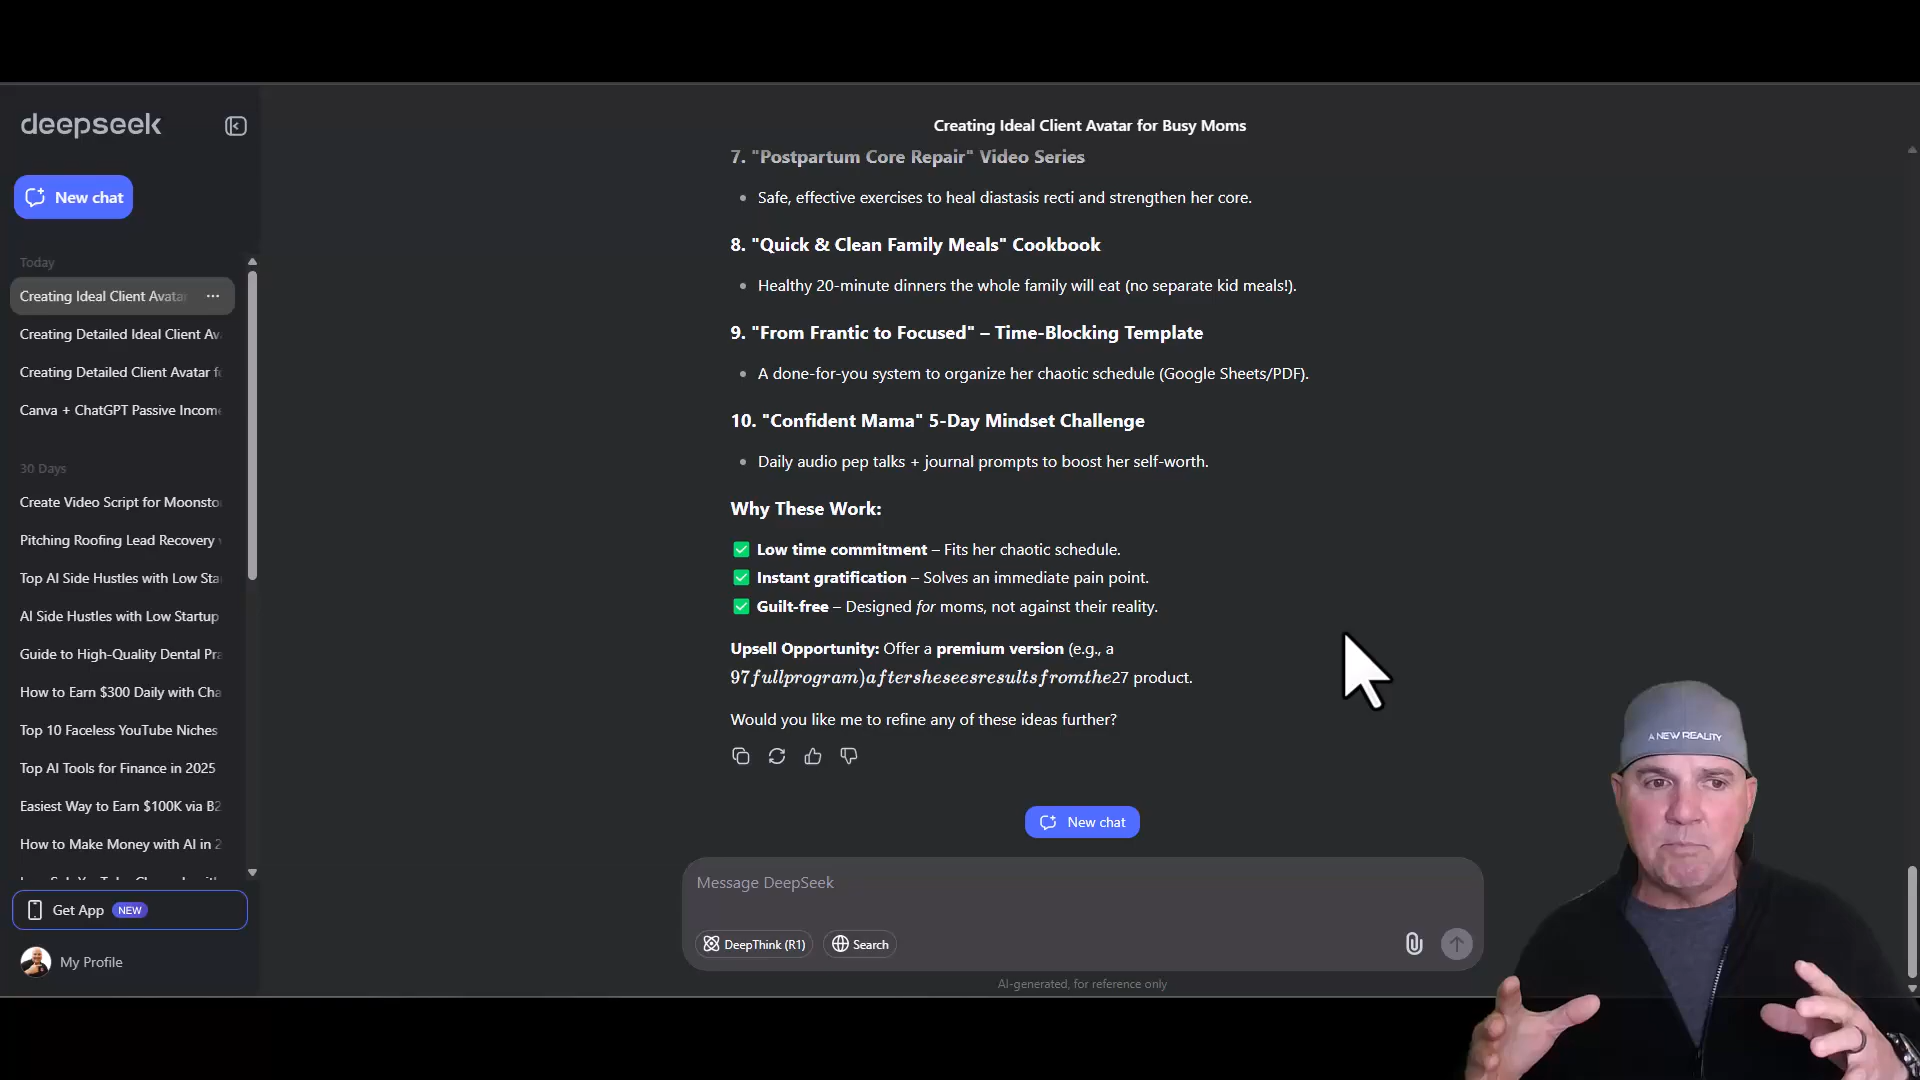 deepseek
New chat
Today
Creating Ideal Client Avata
Creating Detailed Ideal Client Av
Creating Detailed Client Avatar fo
Canva + ChatGPT Passive Income
30 Days
Create Video Script for Moonsto
Pitching Roofing Lead Recovery
Top AI Side Hustles with Low Sta
AI Side Hustles with Low Startup
Guide to High-Quality Dental Pra
How to Earn $300 Daily with Cha
Top 10 Faceless YouTube Niches
Top AI Tools for Finance in 2025
Easiest Way to Earn $100K via B2
How to Make Money with AI in 2
Get App NEW
My Profile
Creating Ideal Client Avatar for Busy Moms
7. "Postpartum Core Repair" Video Series
• Safe, effective exercises to heal diastasis recti and strengthen her core.
8. "Quick & Clean Family Meals" Cookbook
• Healthy 20-minute dinners the whole family will eat (no separate kid meals!).
9. "From Frantic to Focused" – Time-Blocking Template
• A done-for-you system to organize her chaotic schedule (Google Sheets/PDF).
10. "Confident Mama" 5-Day Mindset Challenge
• Daily audio pep talks + journal prompts to boost her self-worth.
Why These Work:
✅ Low time commitment – Fits her chaotic schedule.
✅ Instant gratification – Solves an immediate pain point.
✅ Guilt-free – Designed for moms, not against their reality.
Upsell Opportunity: Offer a premium version (e.g., a
97fullprogram)aftersheseesresultsfromthe27 product.
Would you like me to refine any of these ideas further?
New chat
Message DeepSeek
DeepThink (R1) Search
AI-generated, for reference only
A NEW REALITY